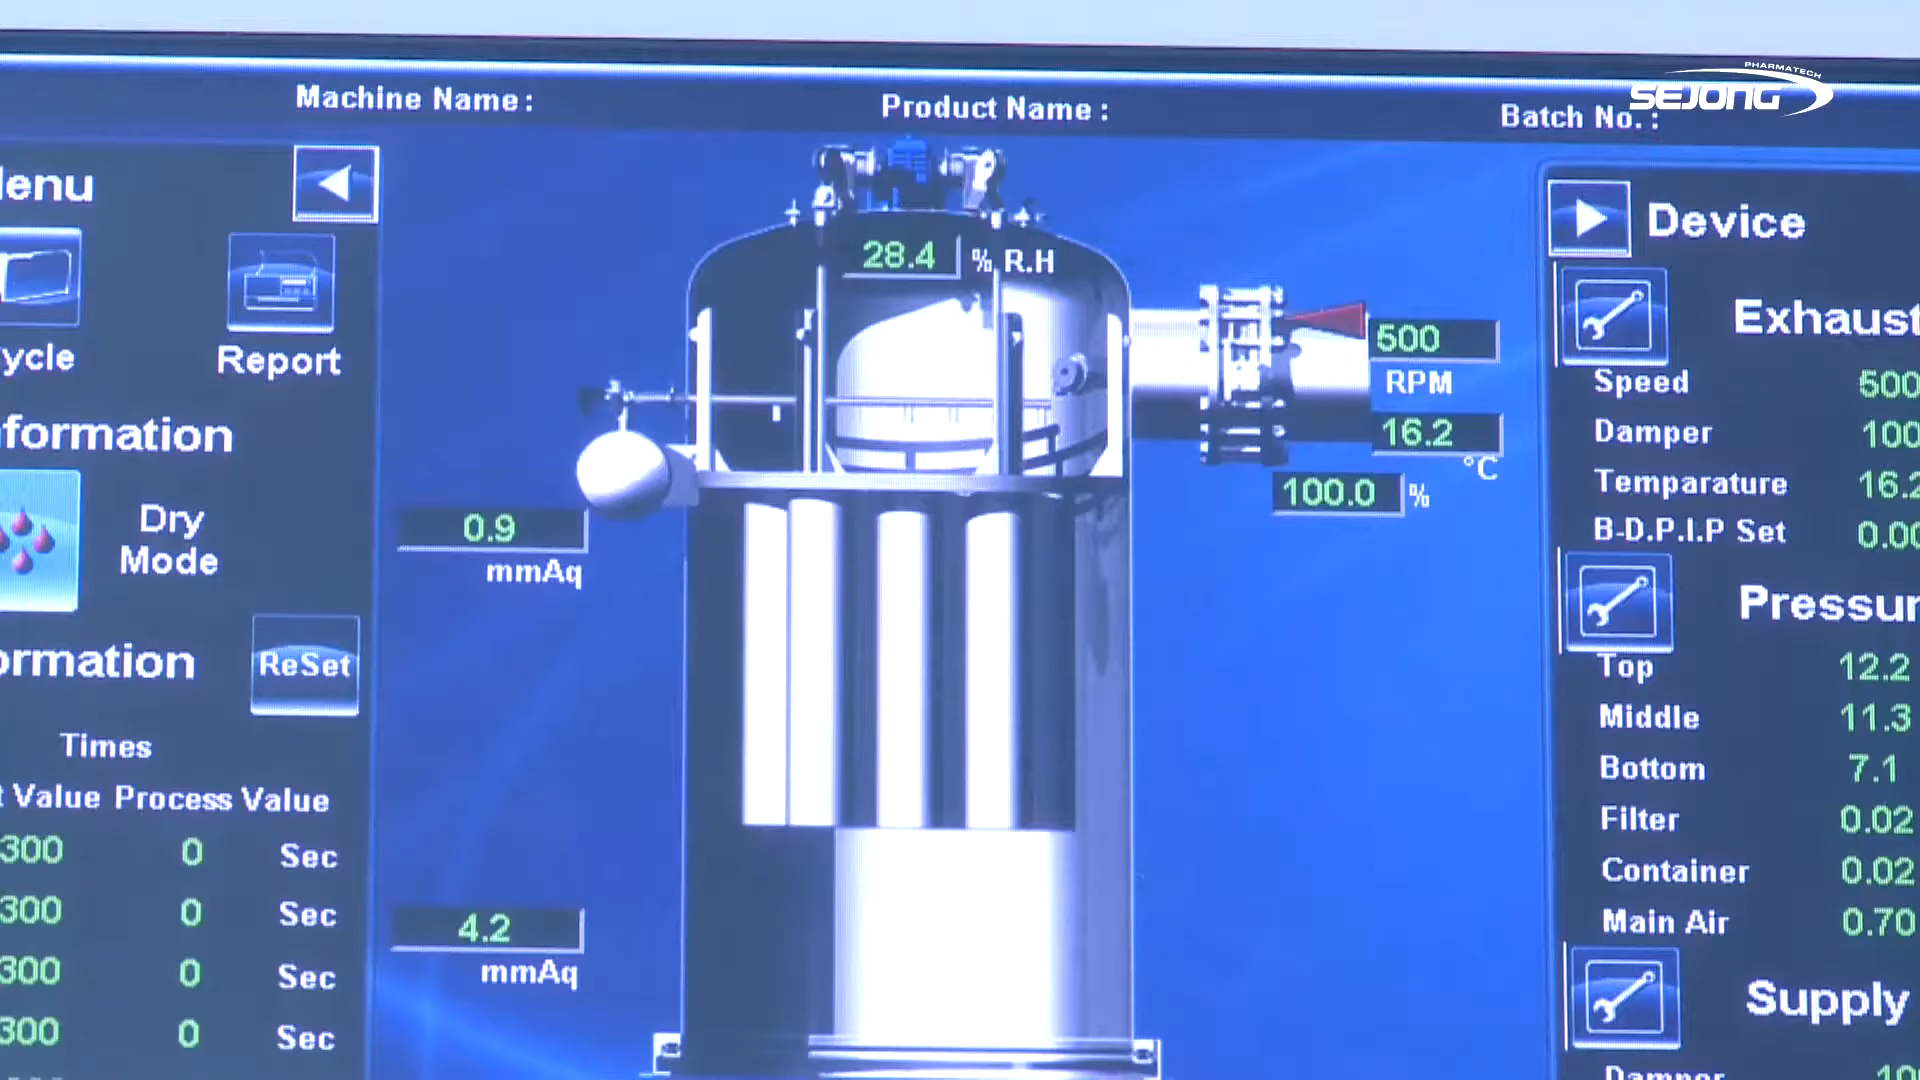 PHARMATECH
SEJONG
Machine Name:
Product Name :
Batch No. :
enu
28.4 % R.H
ycle
Report
500
RPM
16.2
°C
100.0 %
formation
Dry
Mode
0.9
mmAq
ormation
ReSet
Times
t Value Process Value
300 0 Sec
300 0 Sec
300 0 Sec
300 0 Sec
4.2
mmAq
Device
Exhaust
Speed 500
Damper 100
Temparature 16.2
B-D.P.I.P Set 0.00
Pressur
Top 12.2
Middle 11.3
Bottom 7.1
Filter 0.02
Container 0.02
Main Air 0.70
Supply
Damper